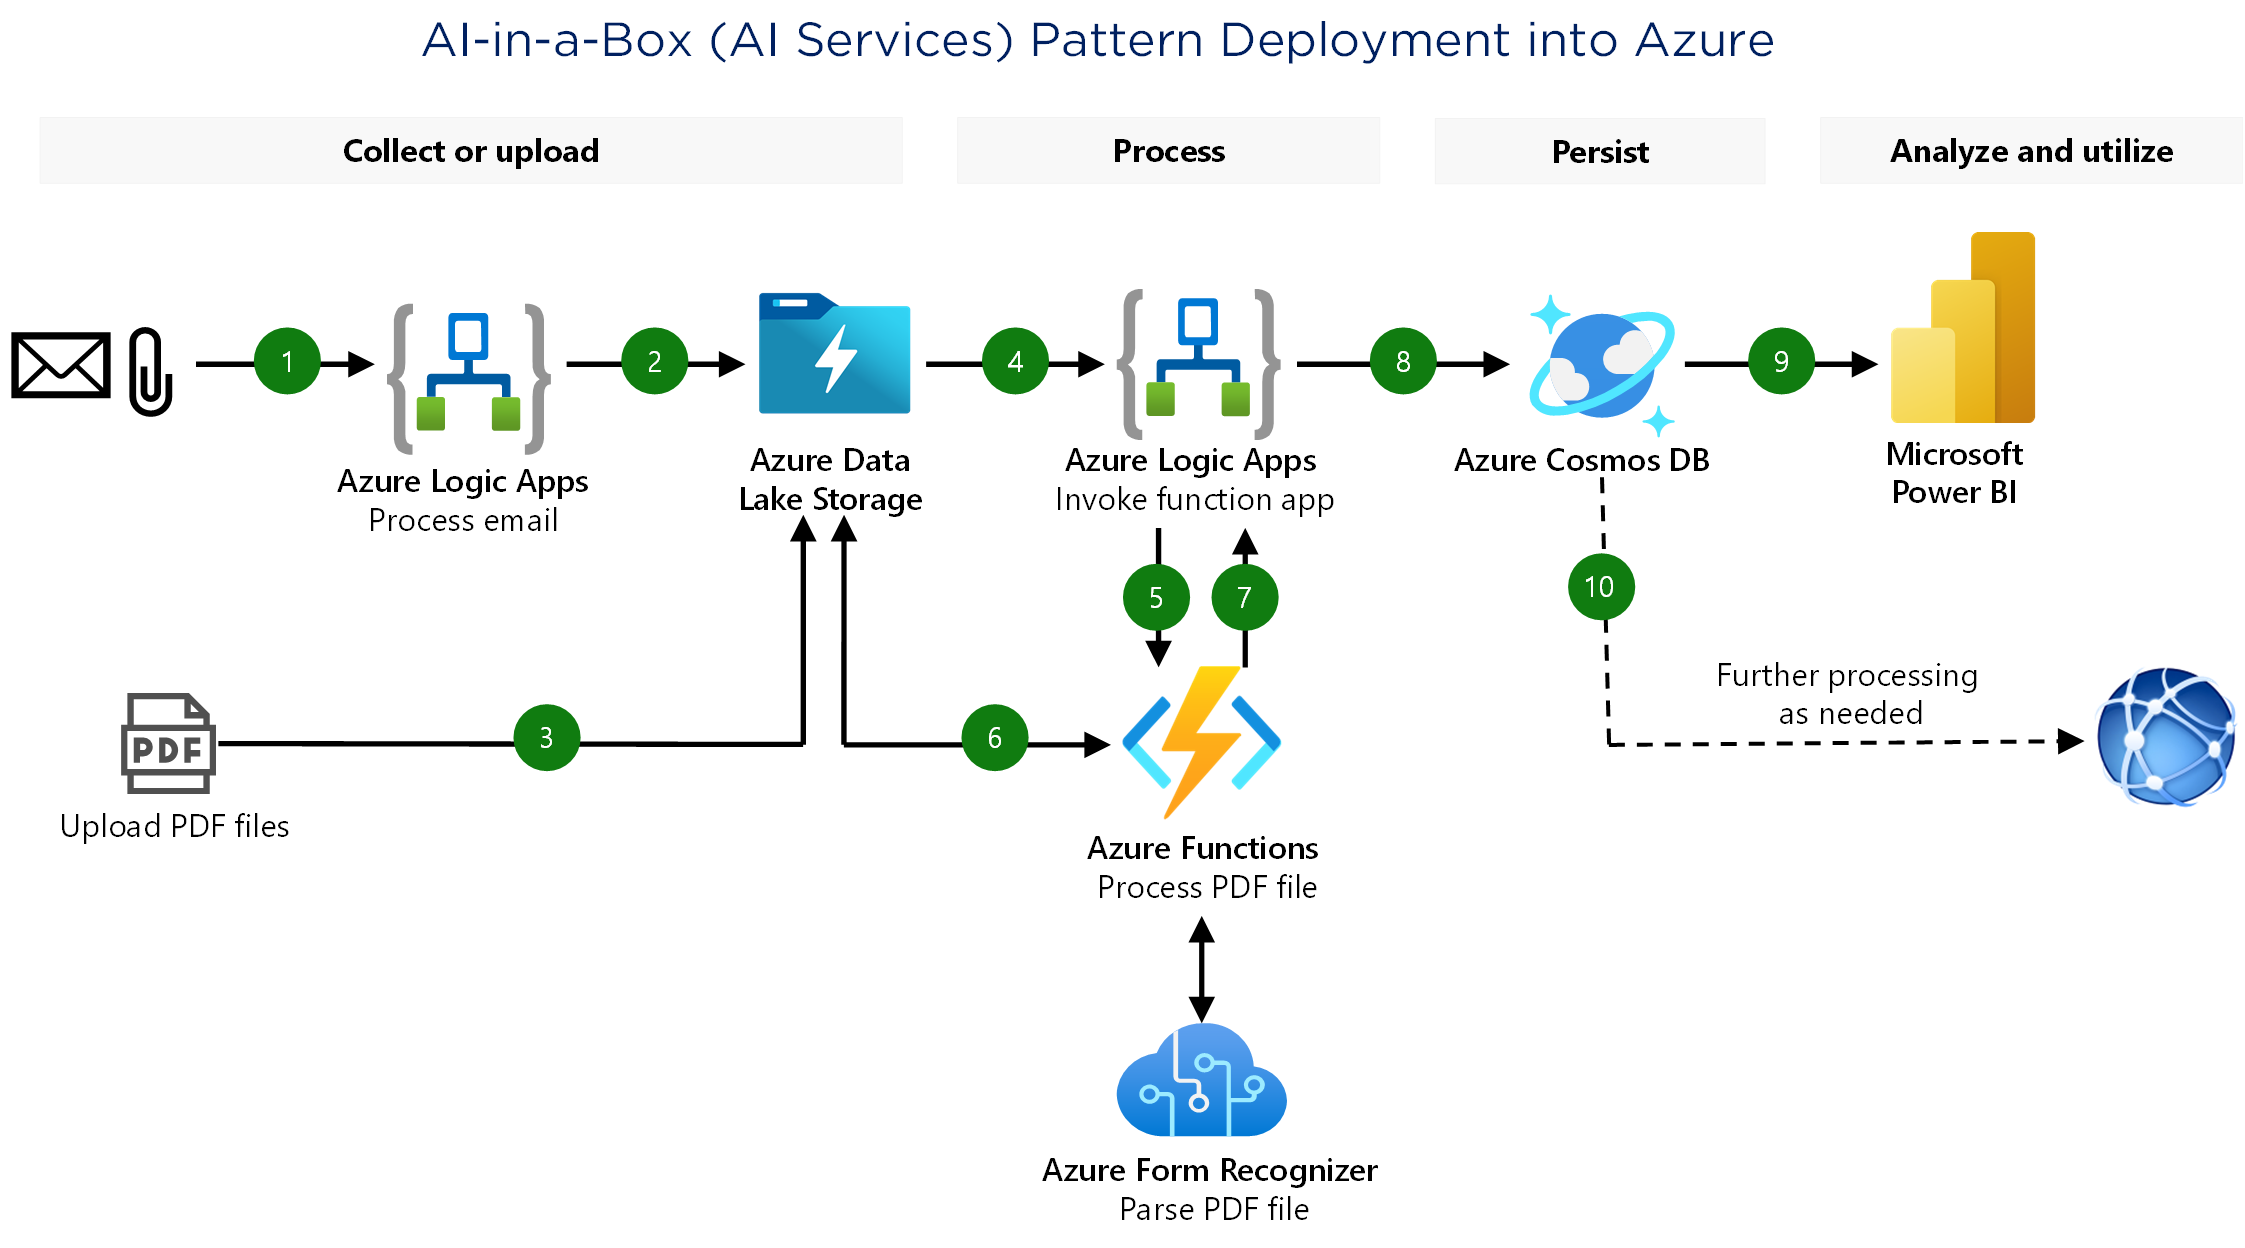 AI-in-a-Box (AI Services) Pattern Deployment into Azure
Collect or upload
Process
Persist
Analyze and utilize
1
2
4
8
9
Azure Logic Apps
Process email
Azure Data
Lake Storage
Azure Logic Apps
Invoke function app
Azure Cosmos DB
Microsoft
Power BI
5
7
10
3
6
PDF
Upload PDF files
Further processing
as needed
Azure Functions
Process PDF file
Azure Form Recognizer
Parse PDF file